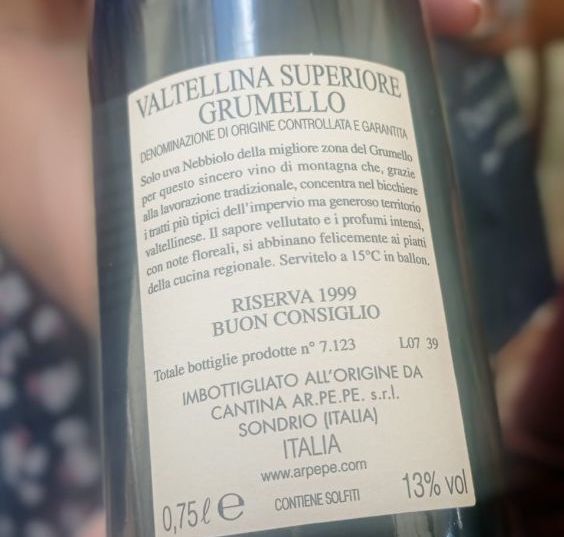 VALTELLINA SUPERIORE
GRUMELLO
DENOMINAZIONE DI ORIGINE CONTROLLATA E GARANTITA
Solo uva Nebbiolo della migliore zona del Grumello
per questo sincero vino di montagna che, grazie
alla lavorazione tradizionale, concentra nel bicchiere
i tratti più tipici dell'impervio ma generoso territorio
valtellinese. Il sapore vellutato e i profumi intensi,
con note floreali, si abbinano felicemente ai piatti
della cucina regionale. Servitelo a 15°C in ballon.
RISERVA 1999
BUON CONSIGLIO
Totale bottiglie prodotte n° 7.123 L07 39
IMBOTTIGLIATO ALL'ORIGINE DA
CANTINA AR.PE.PE. s.r.l.
SONDRIO (ITALIA)
ITALIA
www.arpepe.com
0,75ℓ e CONTIENE SOLFITI 13% vol